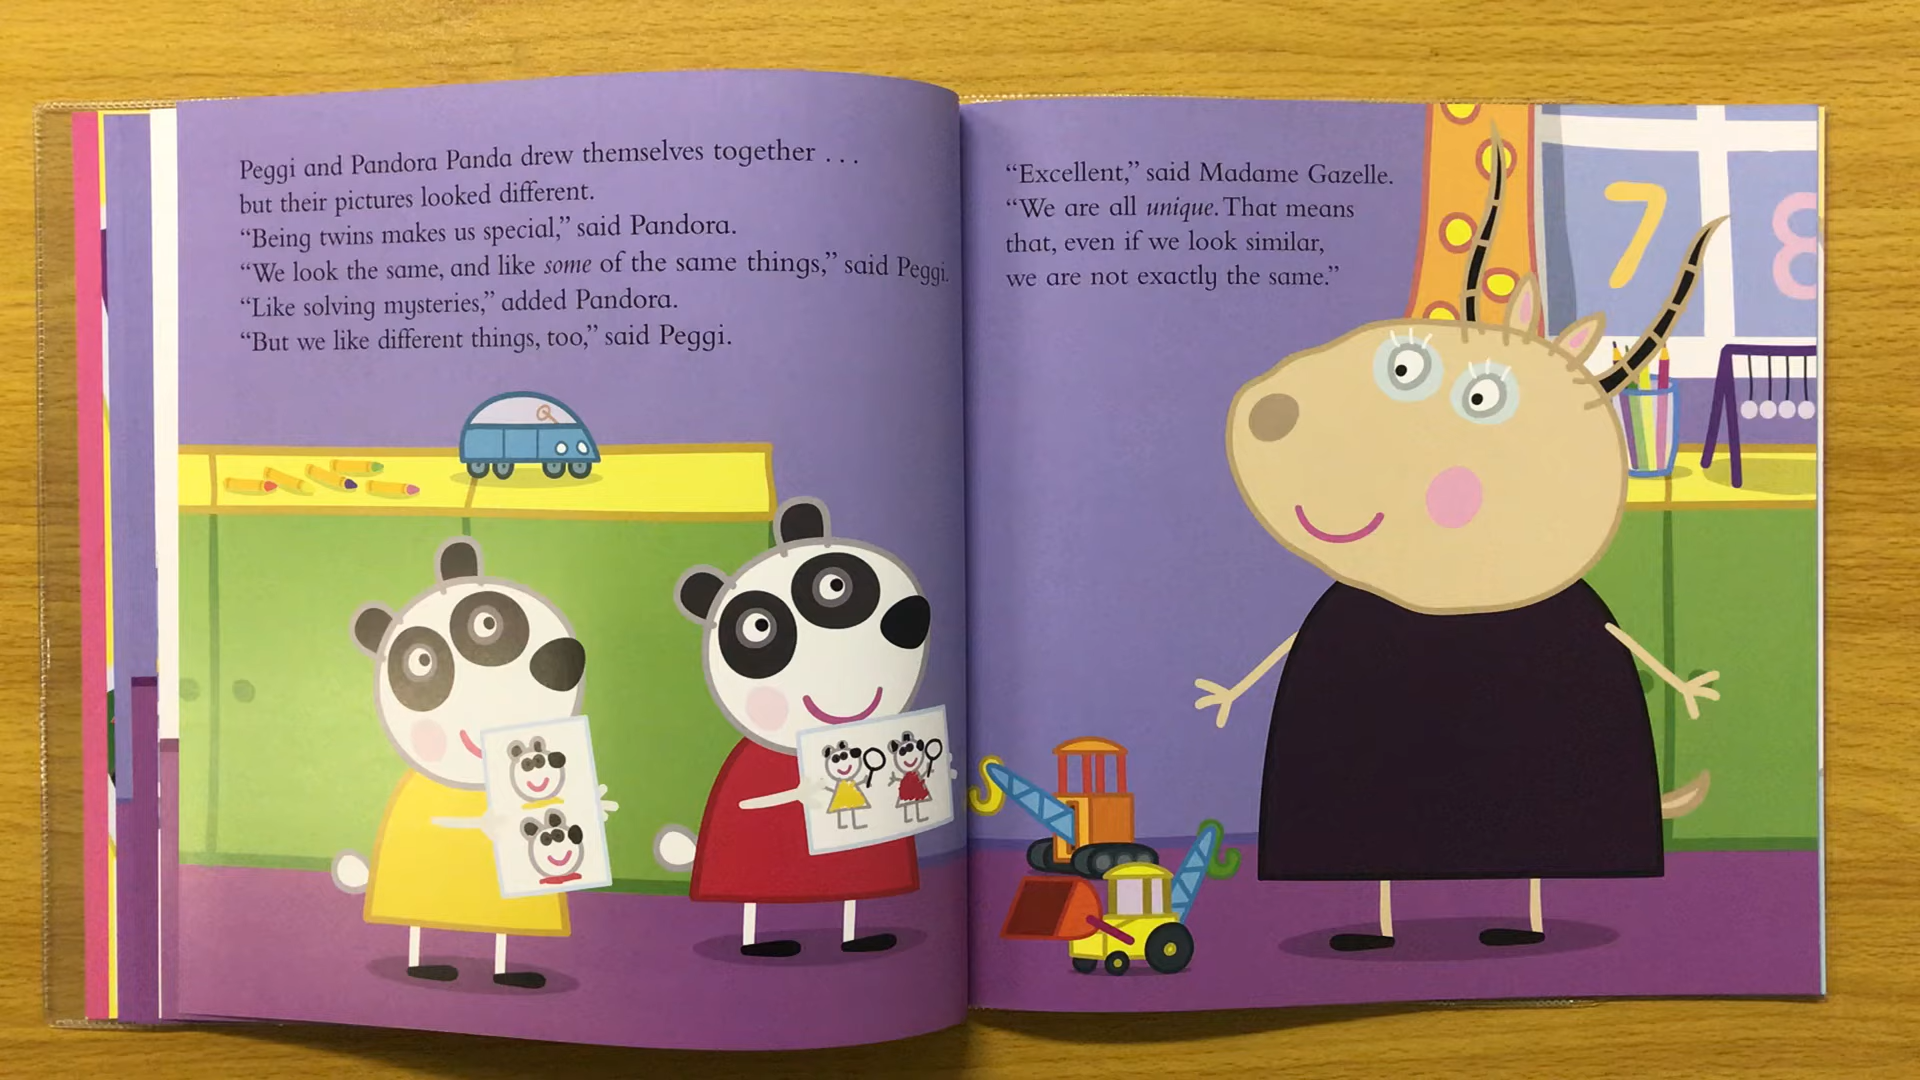 Peggi and Pandora Panda drew themselves together . . .
but their pictures looked different.
“Being twins makes us special,” said Pandora.
“We look the same, and like some of the same things,” said Peggi.
“Like solving mysteries,” added Pandora.
“But we like different things, too,” said Peggi.
“Excellent,” said Madame Gazelle.
“We are all unique. That means
that, even if we look similar,
we are not exactly the same.”
7
8